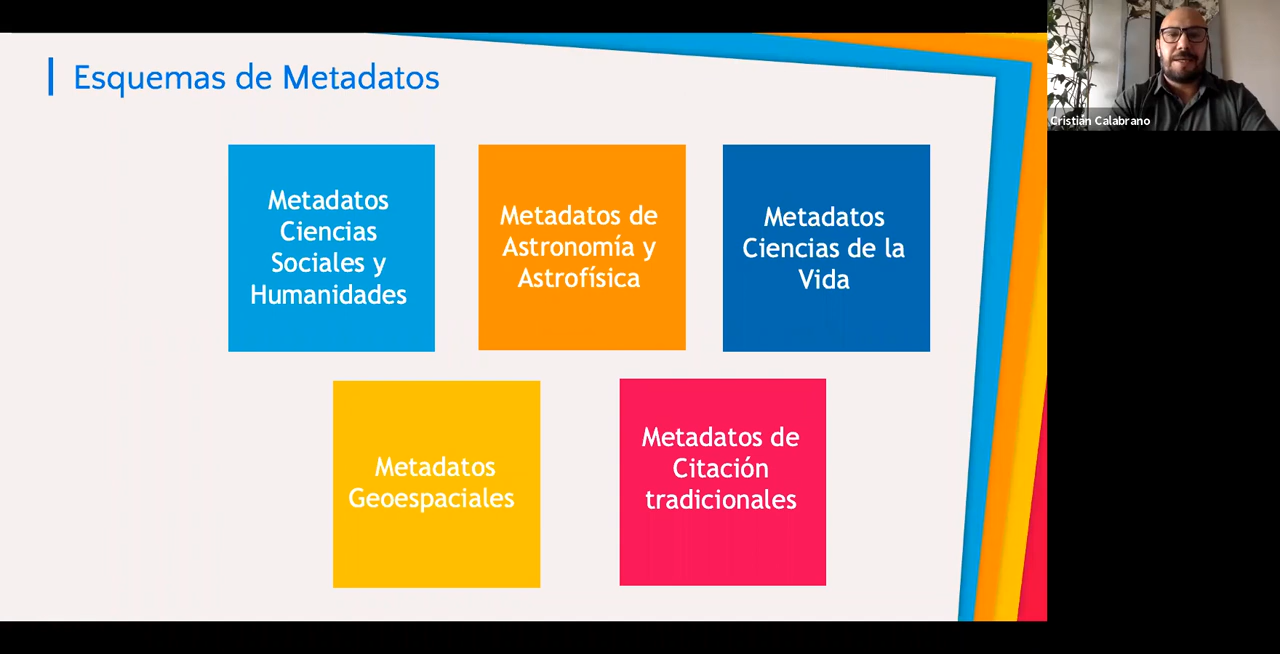 Esquemas de Metadatos
Metadatos
Ciencias
Sociales y
Humanidades
Metadatos de
Astronomía y
Astrofísica
Metadatos
Ciencias de la
Vida
Metadatos
Geoespaciales
Metadatos de
Citación
tradicionales
Cristián Calabrano